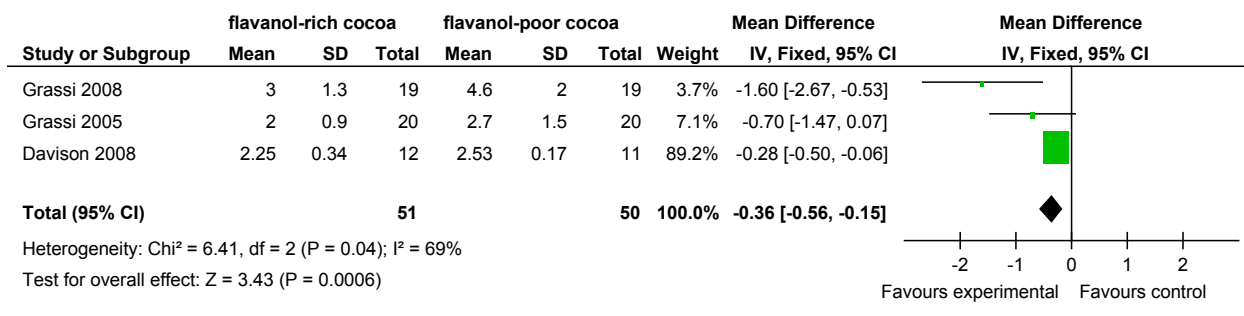 flavanol-rich cocoa flavanol-poor cocoa Mean Difference Mean Difference
Study or Subgroup Mean SD Total Mean SD Total Weight IV, Fixed, 95% CI IV, Fixed, 95% CI
Grassi 2008 3 1.3 19 4.6 2 19 3.7% -1.60 [-2.67, -0.53]
Grassi 2005 2 0.9 20 2.7 1.5 20 7.1% -0.70 [-1.47, 0.07]
Davison 2008 2.25 0.34 12 2.53 0.17 11 89.2% -0.28 [-0.50, -0.06]
Total (95% CI) 51 50 100.0% -0.36 [-0.56, -0.15]
Heterogeneity: Chi² = 6.41, df = 2 (P = 0.04); I² = 69%
Test for overall effect: Z = 3.43 (P = 0.0006)
-2 -1 0 1 2
Favours experimental Favours control